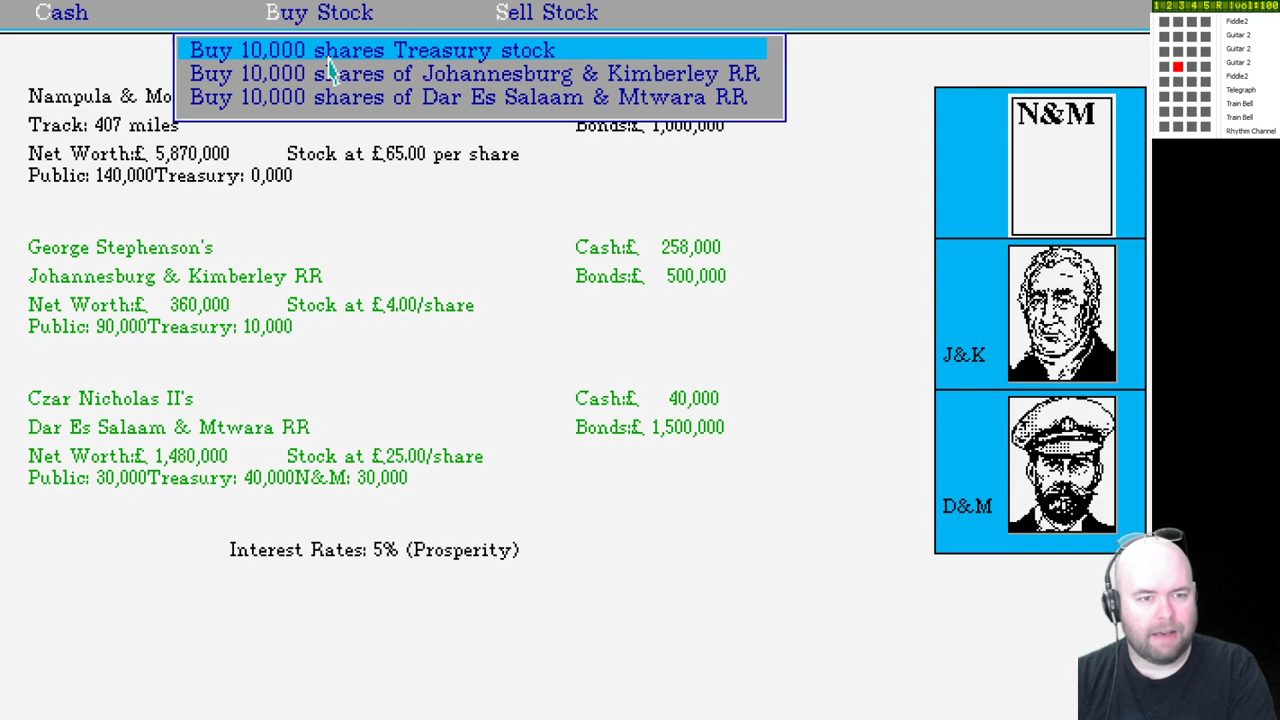 Cash Buy Stock Sell Stock
Buy 10,000 shares Treasury stock
Buy 10,000 shares of Johannesburg & Kimberley RR
Buy 10,000 shares of Dar Es Salaam & Mtwara RR
Nampula & Mo
Track: 407 miles Bonds:£ 1,000,000
Net Worth:£ 5,870,000 Stock at £65.00 per share
Public: 140,000Treasury: 0,000
George Stephenson's Cash:£ 258,000
Johannesburg & Kimberley RR Bonds:£ 500,000
Net Worth:£ 360,000 Stock at £4.00/share
Public: 90,000Treasury: 10,000
Czar Nicholas II's Cash:£ 40,000
Dar Es Salaam & Mtwara RR Bonds:£ 1,500,000
Net Worth:£ 1,480,000 Stock at £25.00/share
Public: 30,000Treasury: 40,000N&M: 30,000
Interest Rates: 5% (Prosperity)
N&M
J&K
D&M
1 2 3 4 5 R Vol:100
Fiddle2
Guitar 2
Guitar 2
Guitar 2
Fiddle2
Telegraph
Train Bell
Train Bell
Rhythm Channel